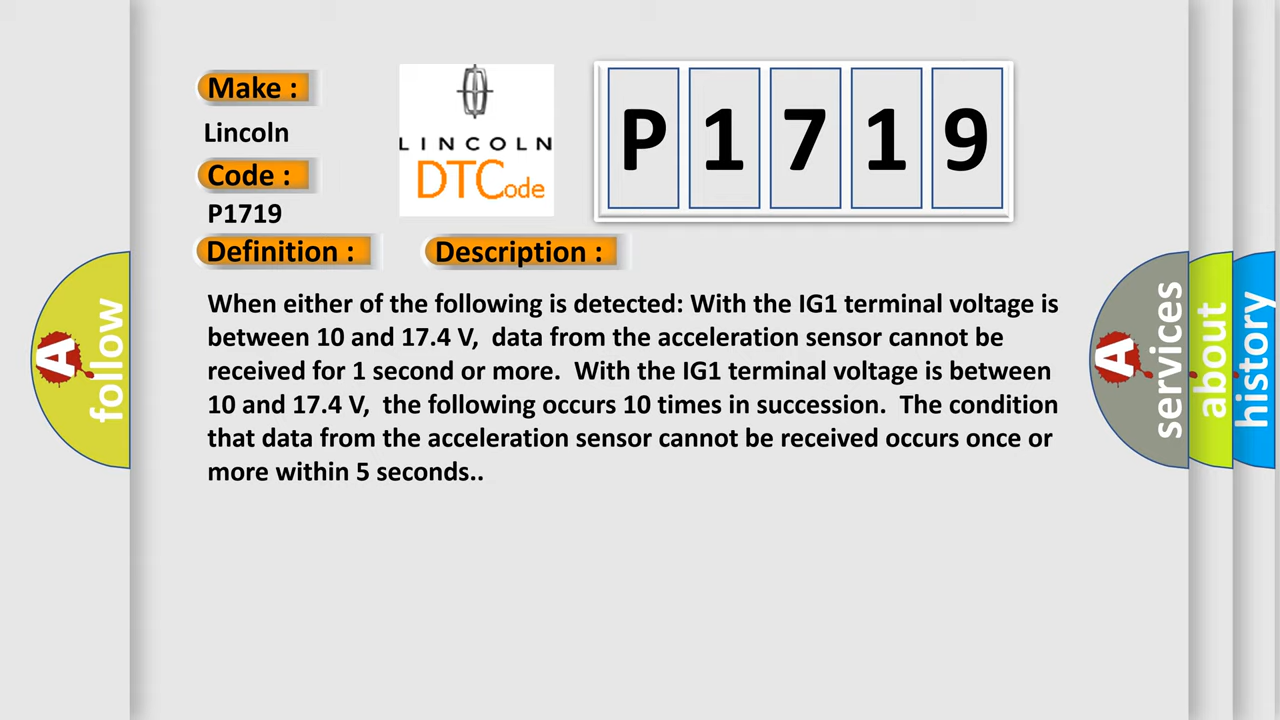 Make :
Lincoln
Code :
P1719
LINCOLN
DTCode
P1719
Definition :
Description :
When either of the following is detected: With the IG1 terminal voltage is
between 10 and 17.4 V,  data from the acceleration sensor cannot be
received for 1 second or more.  With the IG1 terminal voltage is between
10 and 17.4 V,  the following occurs 10 times in succession.  The condition
that data from the acceleration sensor cannot be received occurs once or
more within 5 seconds..
A follow
A services
about
history